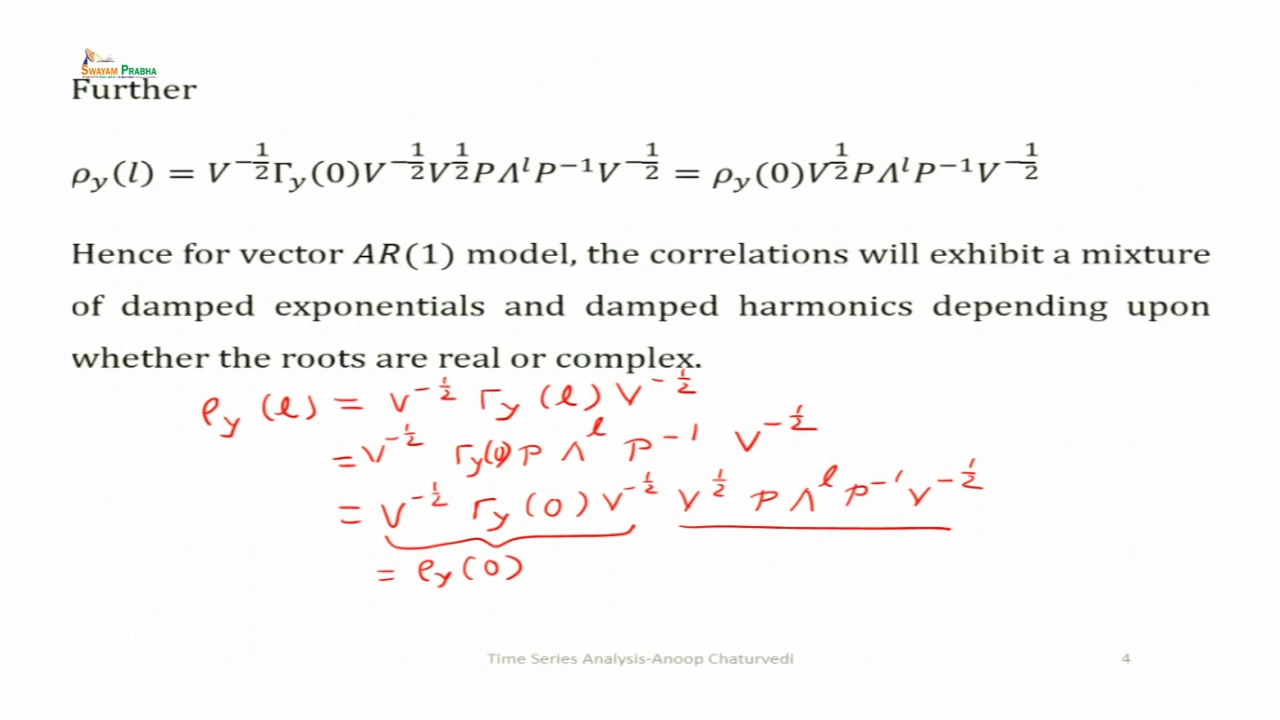 SWAYAM PRABHA
Further
ρ_y(l) = V^{-1/2}Γ_y(0)V^{-1/2}V^{1/2}PΛ^lP^{-1}V^{-1/2} = ρ_y(0)V^{1/2}PΛ^lP^{-1}V^{-1/2}
Hence for vector AR(1) model, the correlations will exhibit a mixture
of damped exponentials and damped harmonics depending upon
whether the roots are real or complex.
ρ_y(l) = V^{-1/2} Γ_y(l) V^{-1/2}
= V^{-1/2} Γ_y(0) P Λ^l P^{-1} V^{-1/2}
= V^{-1/2} Γ_y(0) V^{-1/2} V^{1/2} P Λ^l P^{-1} V^{-1/2}
= ρ_y(0)
Time Series Analysis-Anoop Chaturvedi 4